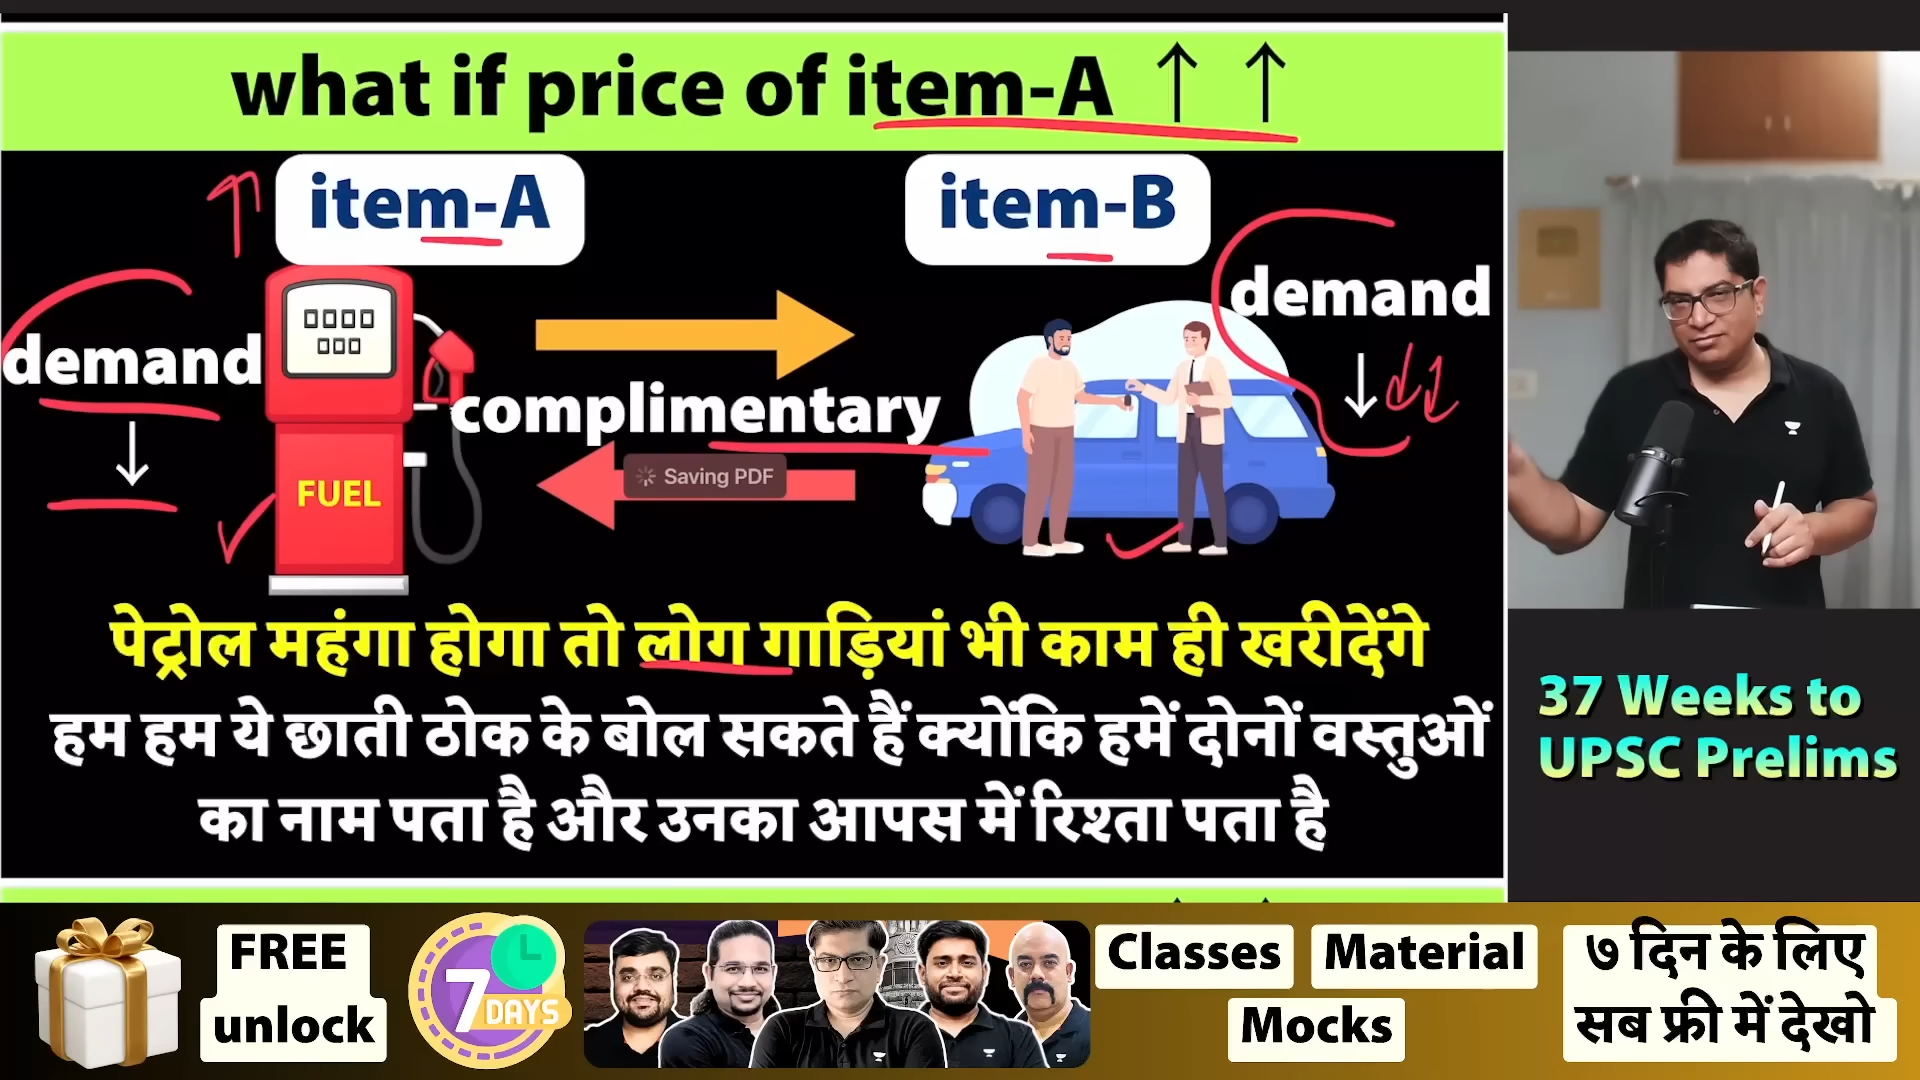 what if price of item-A ↑ ↑
item-A
item-B
demand
↓
demand
↓
complimentary
Saving PDF
FUEL
पेट्रोल महंगा होगा तो लोग गाड़ियां भी काम ही खरीदेंगे
हम हम ये छाती ठोक के बोल सकते हैं क्योंकि हमें दोनों वस्तुओं
का नाम पता है और उनका आपस में रिश्ता पता है
37 Weeks to
UPSC Prelims
FREE
unlock
7
DAYS
Classes
Material
Mocks
७ दिन के लिए
सब फ्री में देखो